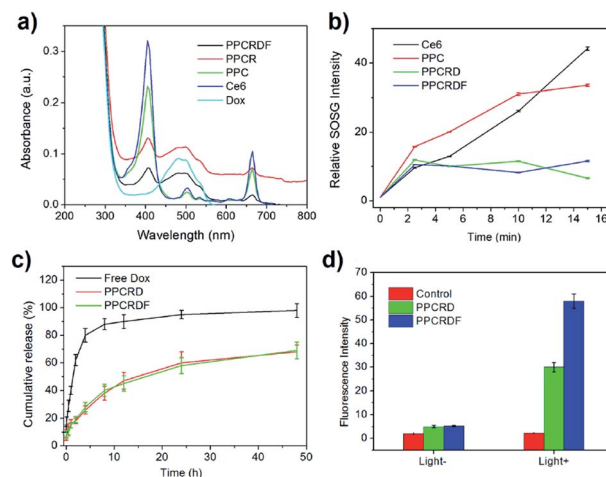 a)
PPCRDF
PPCR
PPC
Ce6
Dox
Absorbance (a.u.)
0.3
0.2
0.1
0.0
200 300 400 500 600 700 800
Wavelength (nm)
b)
Ce6
PPC
PPCRD
PPCRDF
Relative SOSG Intensity
40
20
0
0 2 4 6 8 10 12 14 16
Time (min)
c)
Free Dox
PPCRD
PPCRDF
Cumulative release (%)
120
100
80
60
40
20
0
0 10 20 30 40 50
Time (h)
d)
Control
PPCRD
PPCRDF
Fluorescence Intensity
70
60
50
40
30
20
10
0
Light- Light+